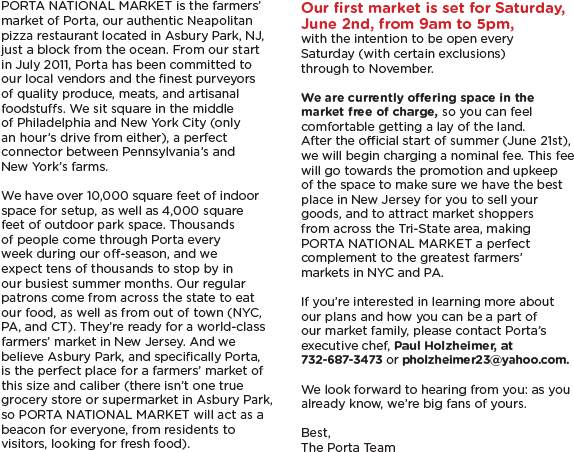 PORTA NATIONAL MARKET is the farmers'
market of Porta, our authentic Neapolitan
pizza restaurant located in Asbury Park, NJ,
just a block from the ocean. From our start
in July 2011, Porta has been committed to
our local vendors and the finest purveyors
of quality produce, meats, and artisanal
foodstuffs. We sit square in the middle
of Philadelphia and New York City (only
an hour's drive from either), a perfect
connector between Pennsylvania's and
New York's farms.

We have over 10,000 square feet of indoor
space for setup, as well as 4,000 square
feet of outdoor park space. Thousands
of people come through Porta every
week during our off-season, and we
expect tens of thousands to stop by in
our busiest summer months. Our regular
patrons come from across the state to eat
our food, as well as from out of town (NYC,
PA, and CT). They're ready for a world-class
farmers' market in New Jersey. And we
believe Asbury Park, and specifically Porta,
is the perfect place for a farmers' market of
this size and caliber (there isn't one true
grocery store or supermarket in Asbury Park,
so PORTA NATIONAL MARKET will act as a
beacon for everyone, from residents to
visitors, looking for fresh food).

Our first market is set for Saturday,
June 2nd, from 9am to 5pm,
with the intention to be open every
Saturday (with certain exclusions)
through to November.

We are currently offering space in the
market free of charge, so you can feel
comfortable getting a lay of the land.
After the official start of summer (June 21st),
we will begin charging a nominal fee. This fee
will go towards the promotion and upkeep
of the space to make sure we have the best
place in New Jersey for you to sell your
goods, and to attract market shoppers
from across the Tri-State area, making
PORTA NATIONAL MARKET a perfect
complement to the greatest farmers'
markets in NYC and PA.

If you're interested in learning more about
our plans and how you can be a part of
our market family, please contact Porta's
executive chef, Paul Holzheimer, at
732-687-3473 or pholzheimer23@yahoo.com.

We look forward to hearing from you: as you
already know, we're big fans of yours.

Best,
The Porta Team